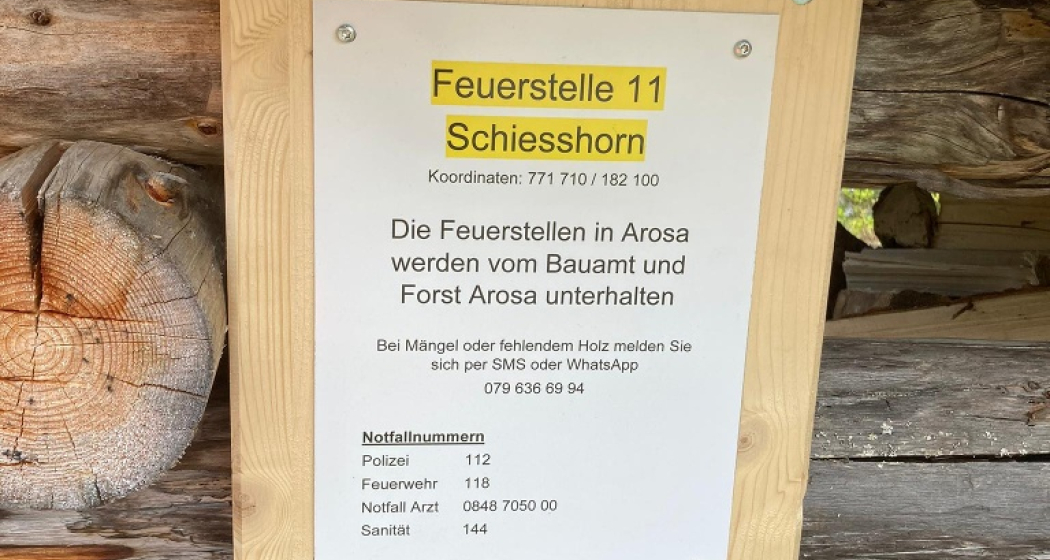 Feuerstelle 11
Schiesshorn
Koordinaten: 771 710 / 182 100
Die Feuerstellen in Arosa
werden vom Bauamt und
Forst Arosa unterhalten
Bei Mängel oder fehlendem Holz melden Sie
sich per SMS oder WhatsApp
079 636 69 94
Notfallnummern
Polizei 112
Feuerwehr 118
Notfall Arzt 0848 7050 00
Sanität 144